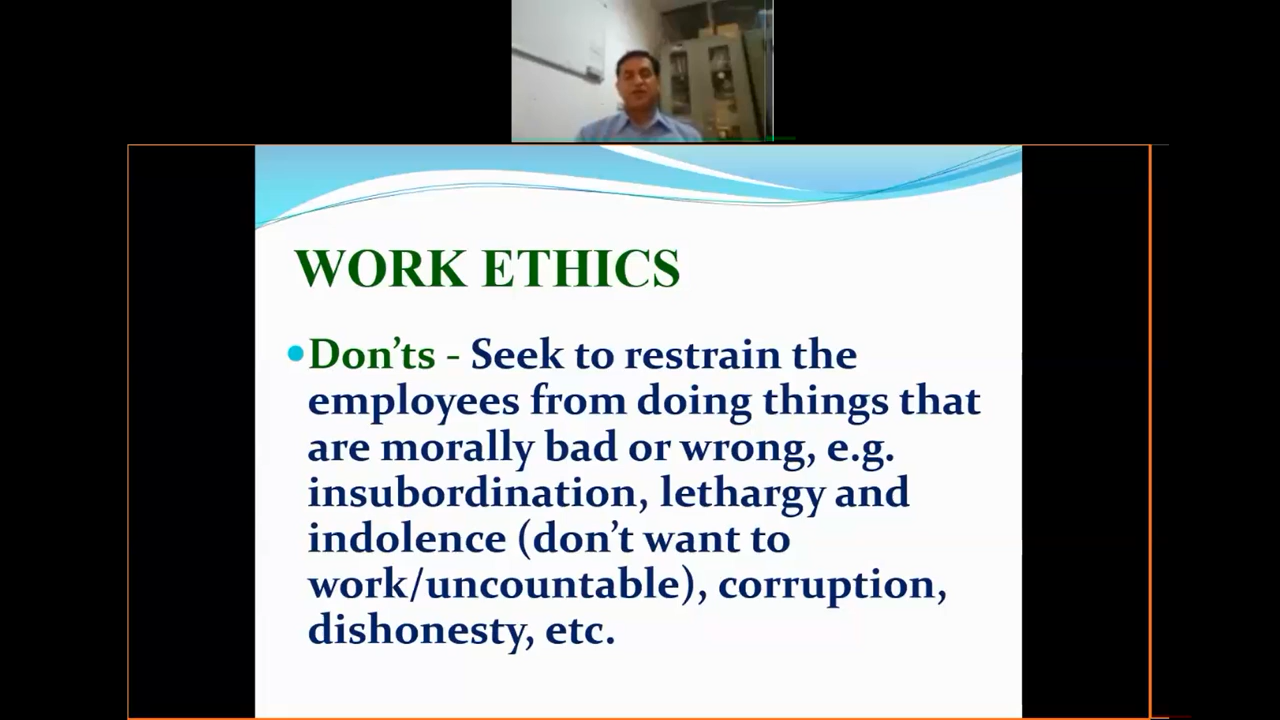 WORK ETHICS
•Don’ts - Seek to restrain the
employees from doing things that
are morally bad or wrong, e.g.
insubordination, lethargy and
indolence (don’t want to
work/uncountable), corruption,
dishonesty, etc.